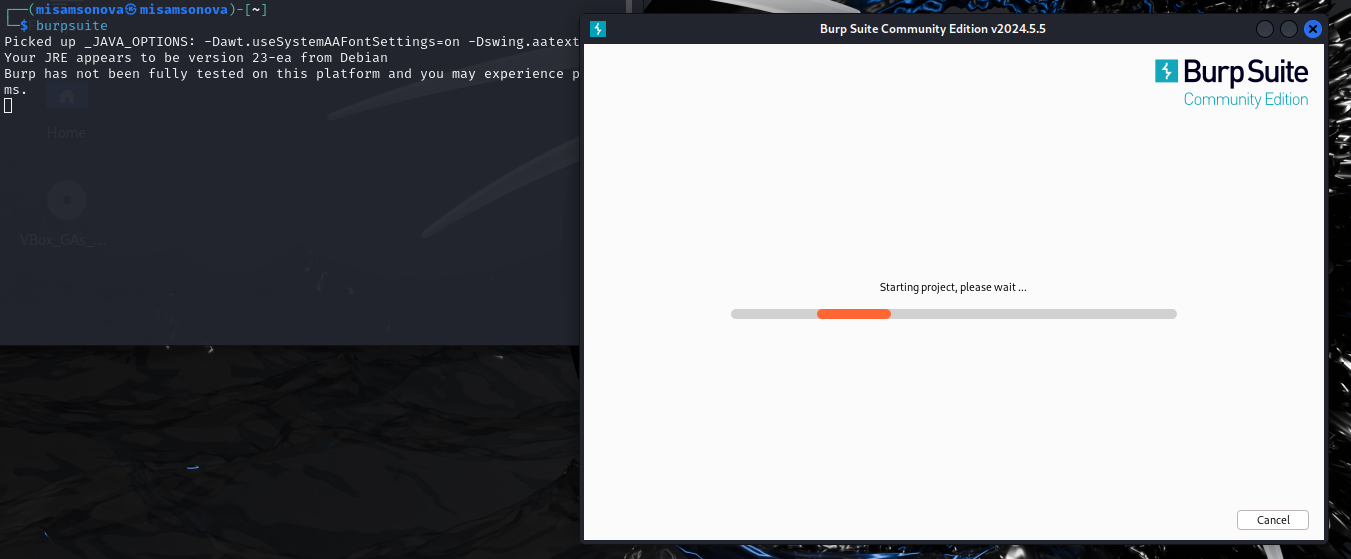 ┌──(misamsonova㉿misamsonova)-[~]
└─$ burpsuite
Picked up _JAVA_OPTIONS: -Dawt.useSystemAAFontSettings=on -Dswing.aatext
Your JRE appears to be version 23-ea from Debian
Burp has not been fully tested on this platform and you may experience p
ms.
Home
VBox_GAs_...
Burp Suite Community Edition v2024.5.5
Burp Suite
Community Edition
Starting project, please wait ...
Cancel